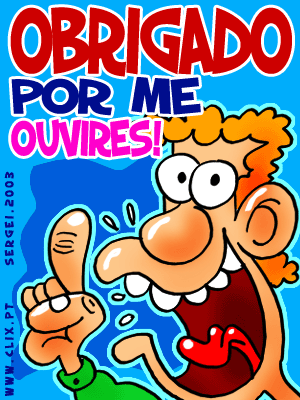 OBRIGADO
POR ME
OUVIRES!
WWW.CLIX.PT SERGEI.2003